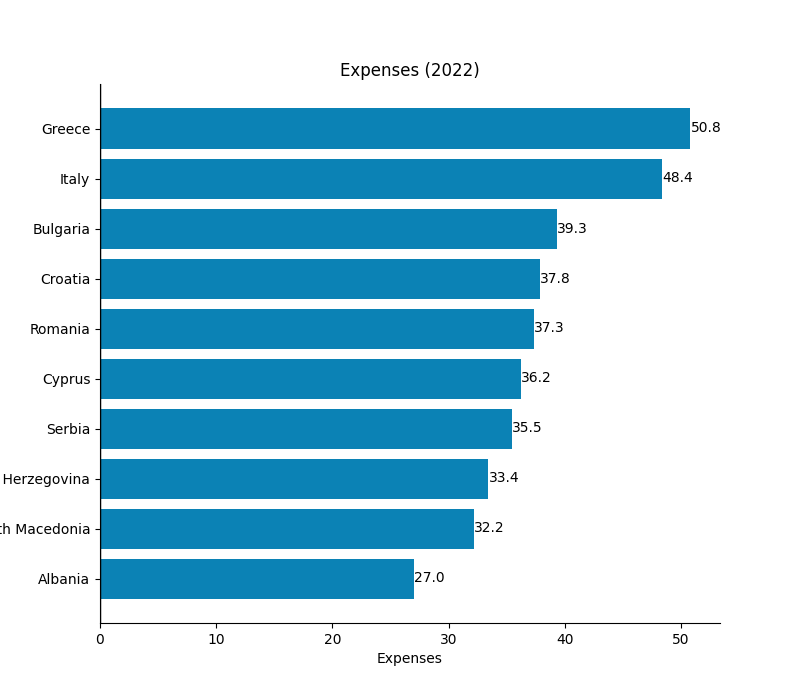 Expenses (2022)
Greece 50.8
Italy 48.4
Bulgaria 39.3
Croatia 37.8
Romania 37.3
Cyprus 36.2
Serbia 35.5
Herzegovina 33.4
th Macedonia 32.2
Albania 27.0
0 10 20 30 40 50
Expenses